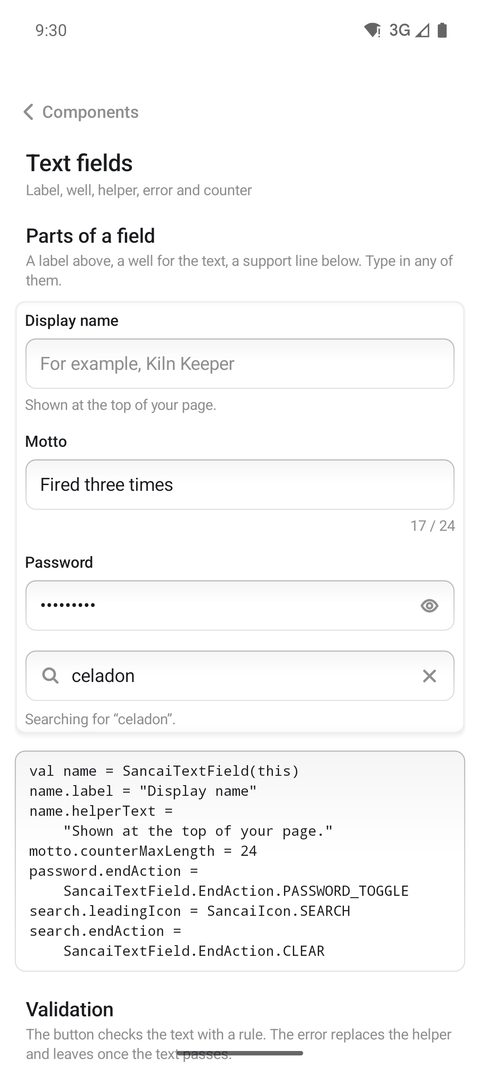 9:30
3G
Components
Text fields
Label, well, helper, error and counter
Parts of a field
A label above, a well for the text, a support line below. Type in any of
them.
Display name
For example, Kiln Keeper
Shown at the top of your page.
Motto
Fired three times
17 / 24
Password
•••••••••
celadon
Searching for “celadon”.
val name = SancaiTextField(this)
name.label = "Display name"
name.helperText =
    "Shown at the top of your page."
motto.counterMaxLength = 24
password.endAction =
    SancaiTextField.EndAction.PASSWORD_TOGGLE
search.leadingIcon = SancaiIcon.SEARCH
search.endAction =
    SancaiTextField.EndAction.CLEAR
Validation
The button checks the text with a rule. The error replaces the helper
and leaves once the text passes.